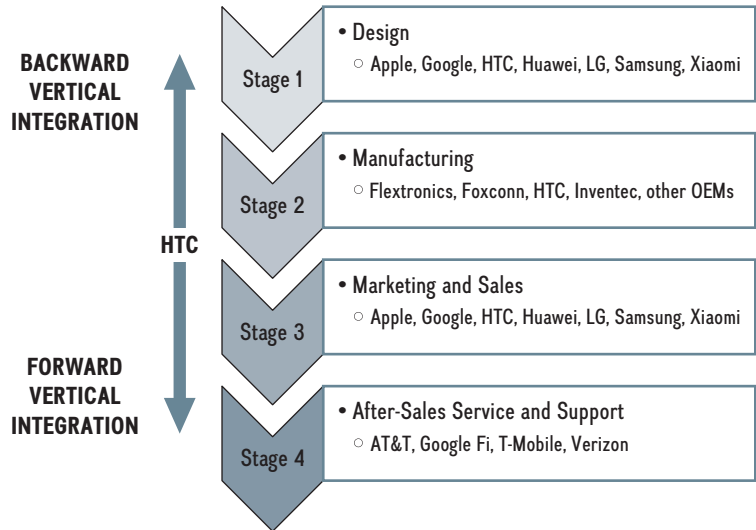 BACKWARD
VERTICAL
INTEGRATION
HTC
FORWARD
VERTICAL
INTEGRATION
Stage 1
• Design
○ Apple, Google, HTC, Huawei, LG, Samsung, Xiaomi
Stage 2
• Manufacturing
○ Flextronics, Foxconn, HTC, Inventec, other OEMs
Stage 3
• Marketing and Sales
○ Apple, Google, HTC, Huawei, LG, Samsung, Xiaomi
Stage 4
• After-Sales Service and Support
○ AT&T, Google Fi, T-Mobile, Verizon